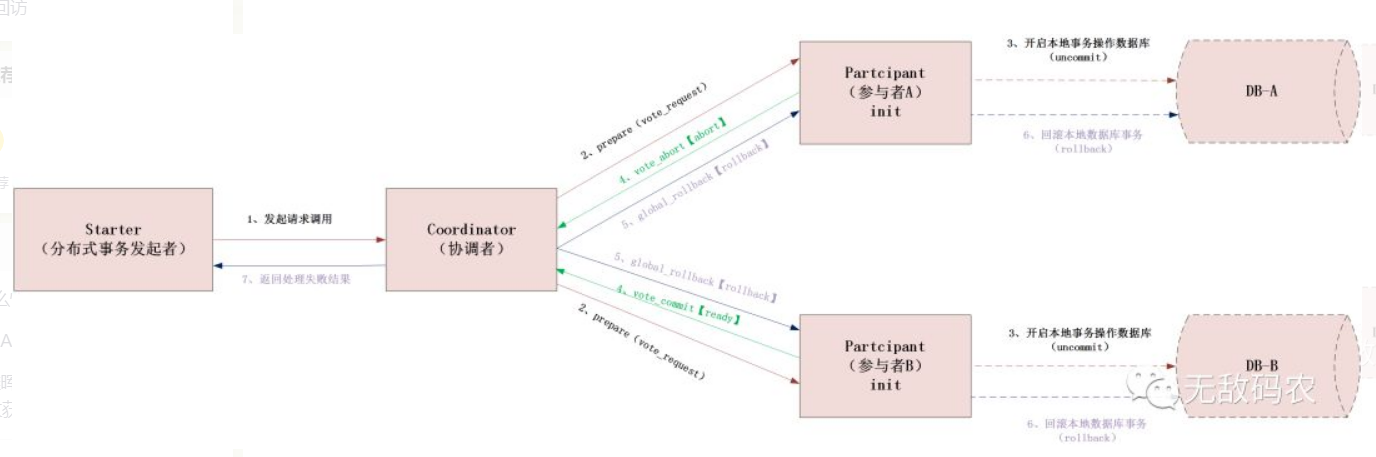 回访
Starter
（分布式事务发起者）
1、发起请求调用
7、返回处理失败结果
Coordinator
（协调者）
2、prepare（vote_request）
4、vote_abort【abort】
5、global_rollback【rollback】
5、global_rollback【rollback】
4、vote_commit【ready】
2、prepare（vote_request）
Partcipant
（参与者A）
init
3、开启本地事务操作数据库
（uncommit）
6、回滚本地数据库事务
（rollback）
DB-A
Partcipant
（参与者B）
init
3、开启本地事务操作数据库
（uncommit）
6、回滚本地数据库事务
（rollback）
DB-B
无敌码农